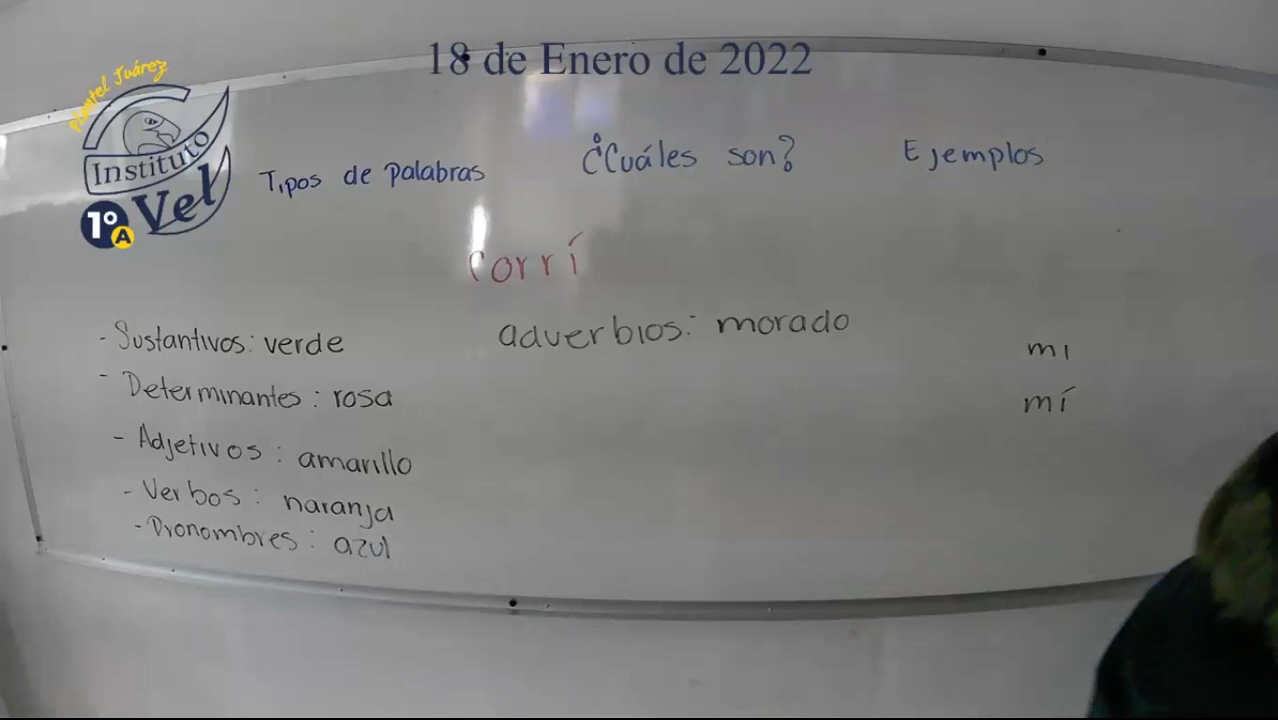 18 de Enero de 2022
Plantel Juárez
Instituto
Vel
1° A
Tipos de palabras ¿Cuáles son? Ejemplos
Corrí
- Sustantivos: verde
adverbios: morado
mi
- Determinantes: rosa
mí
- Adjetivos: amarillo
- Verbos: naranja
- Pronombres: azul